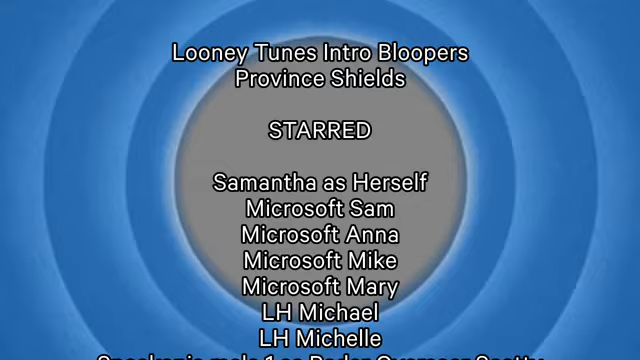 Looney Tunes Intro Bloopers
Province Shields
STARRED
Samantha as Herself
Microsoft Sam
Microsoft Anna
Microsoft Mike
Microsoft Mary
LH Michael
LH Michelle